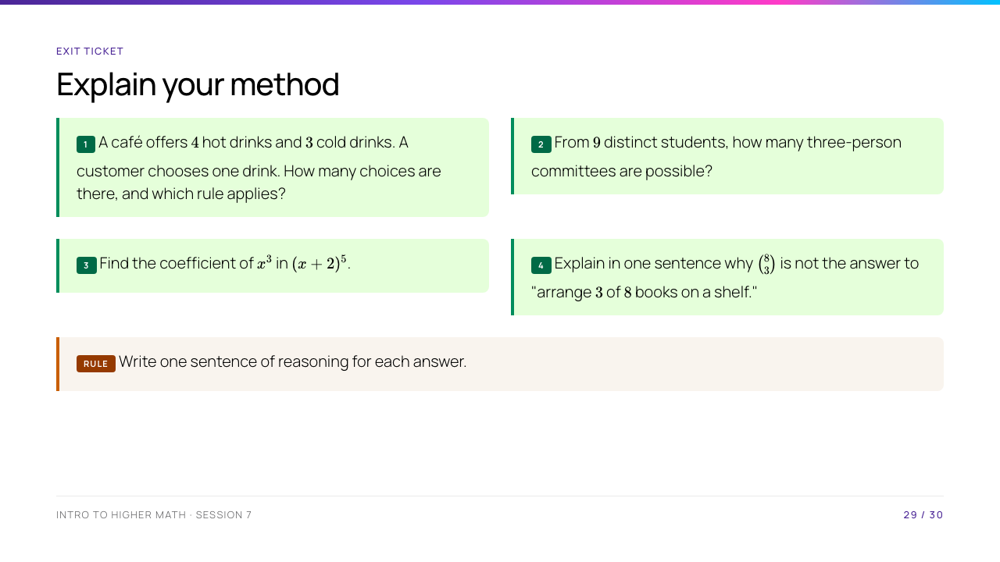 EXIT TICKET
Explain your method
1 A café offers 4 hot drinks and 3 cold drinks. A
customer chooses one drink. How many choices are
there, and which rule applies?
2 From 9 distinct students, how many three-person
committees are possible?
3 Find the coefficient of x³ in (x + 2)⁵.
4 Explain in one sentence why (8 3) is not the answer to
"arrange 3 of 8 books on a shelf."
RULE Write one sentence of reasoning for each answer.
INTRO TO HIGHER MATH · SESSION 7
29 / 30